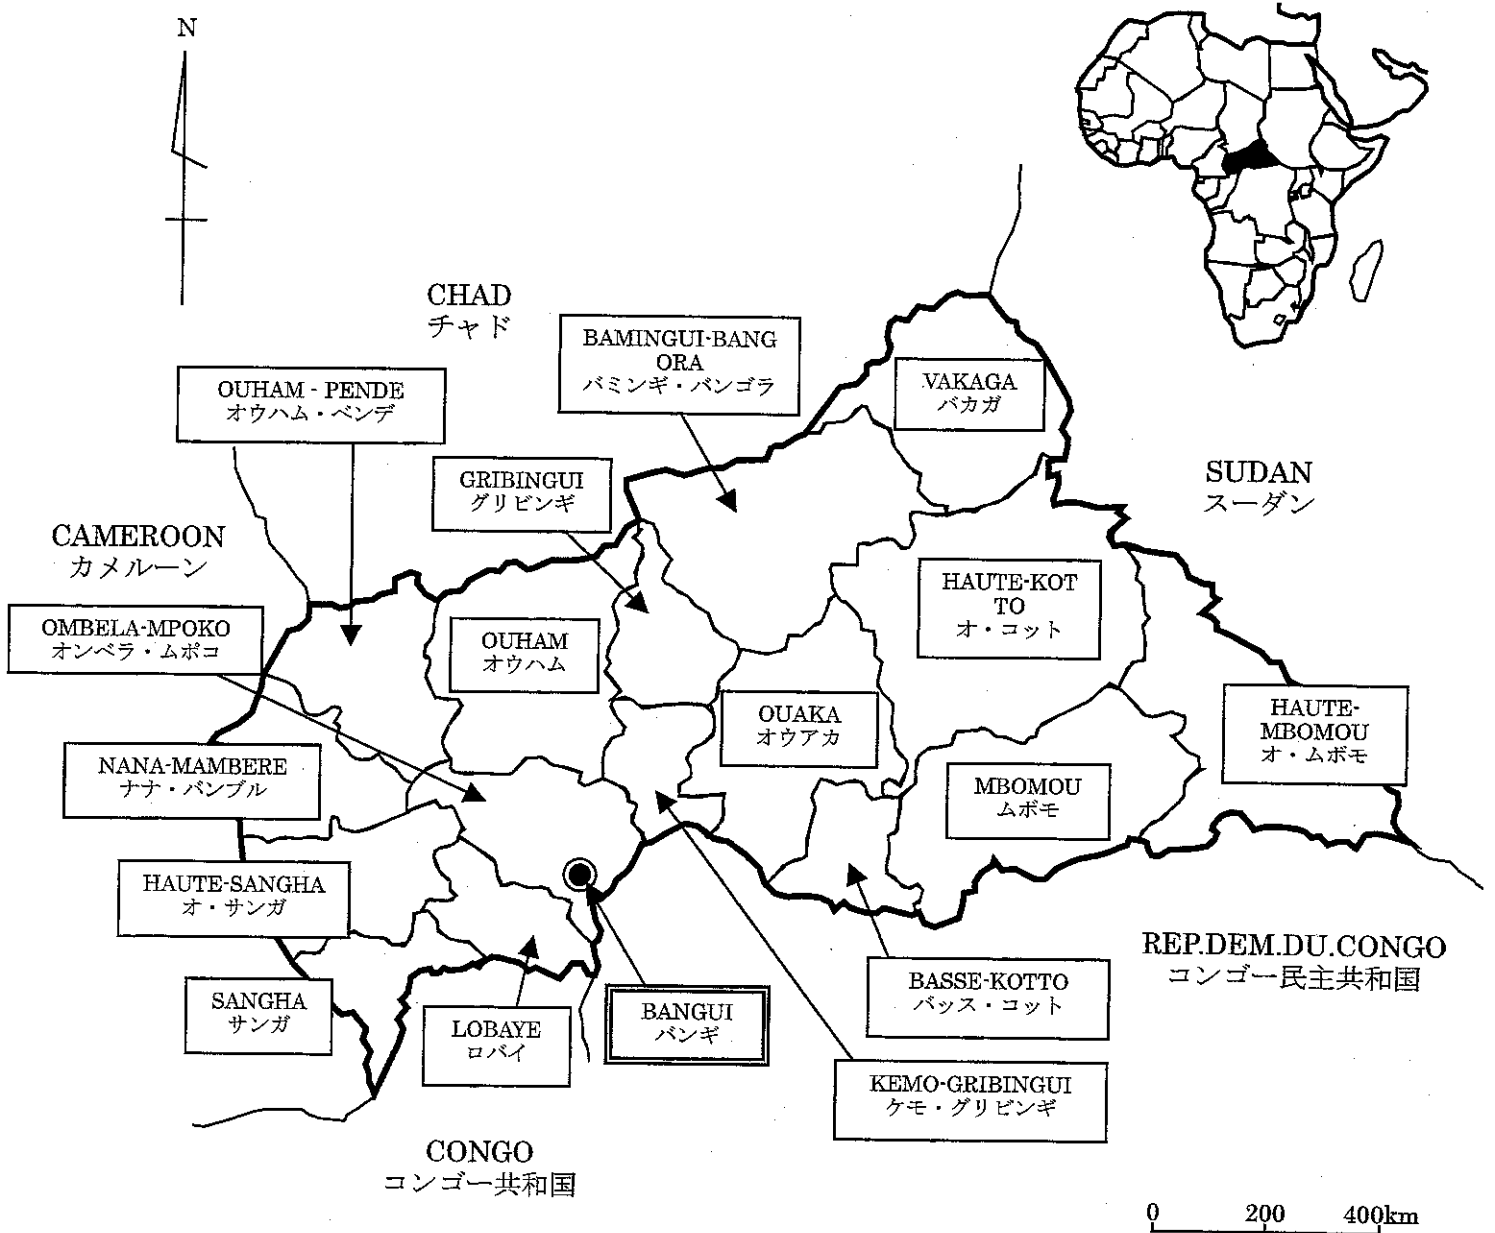 N
CHAD
チャド
BAMINGUI-BANG
ORA
バミンギ・バンゴラ
VAKAGA
バカガ
OUHAM - PENDE
オウハム・ペンデ
GRIBINGUI
グリビンギ
SUDAN
スーダン
CAMEROON
カメルーン
HAUTE-KOT
TO
オ・コット
OMBELA-MPOKO
オンベラ・ムポコ
OUHAM
オウハム
OUAKA
オウアカ
HAUTE-
MBOMOU
オ・ムボモ
NANA-MAMBERE
ナナ・バンブル
MBOMOU
ムボモ
HAUTE-SANGHA
オ・サンガ
REP.DEM.DU.CONGO
コンゴー民主共和国
BASSE-KOTTO
バッス・コット
SANGHA
サンガ
LOBAYE
ロバイ
BANGUI
バンギ
KEMO-GRIBINGUI
ケモ・グリビンギ
CONGO
コンゴー共和国
0 200 400km